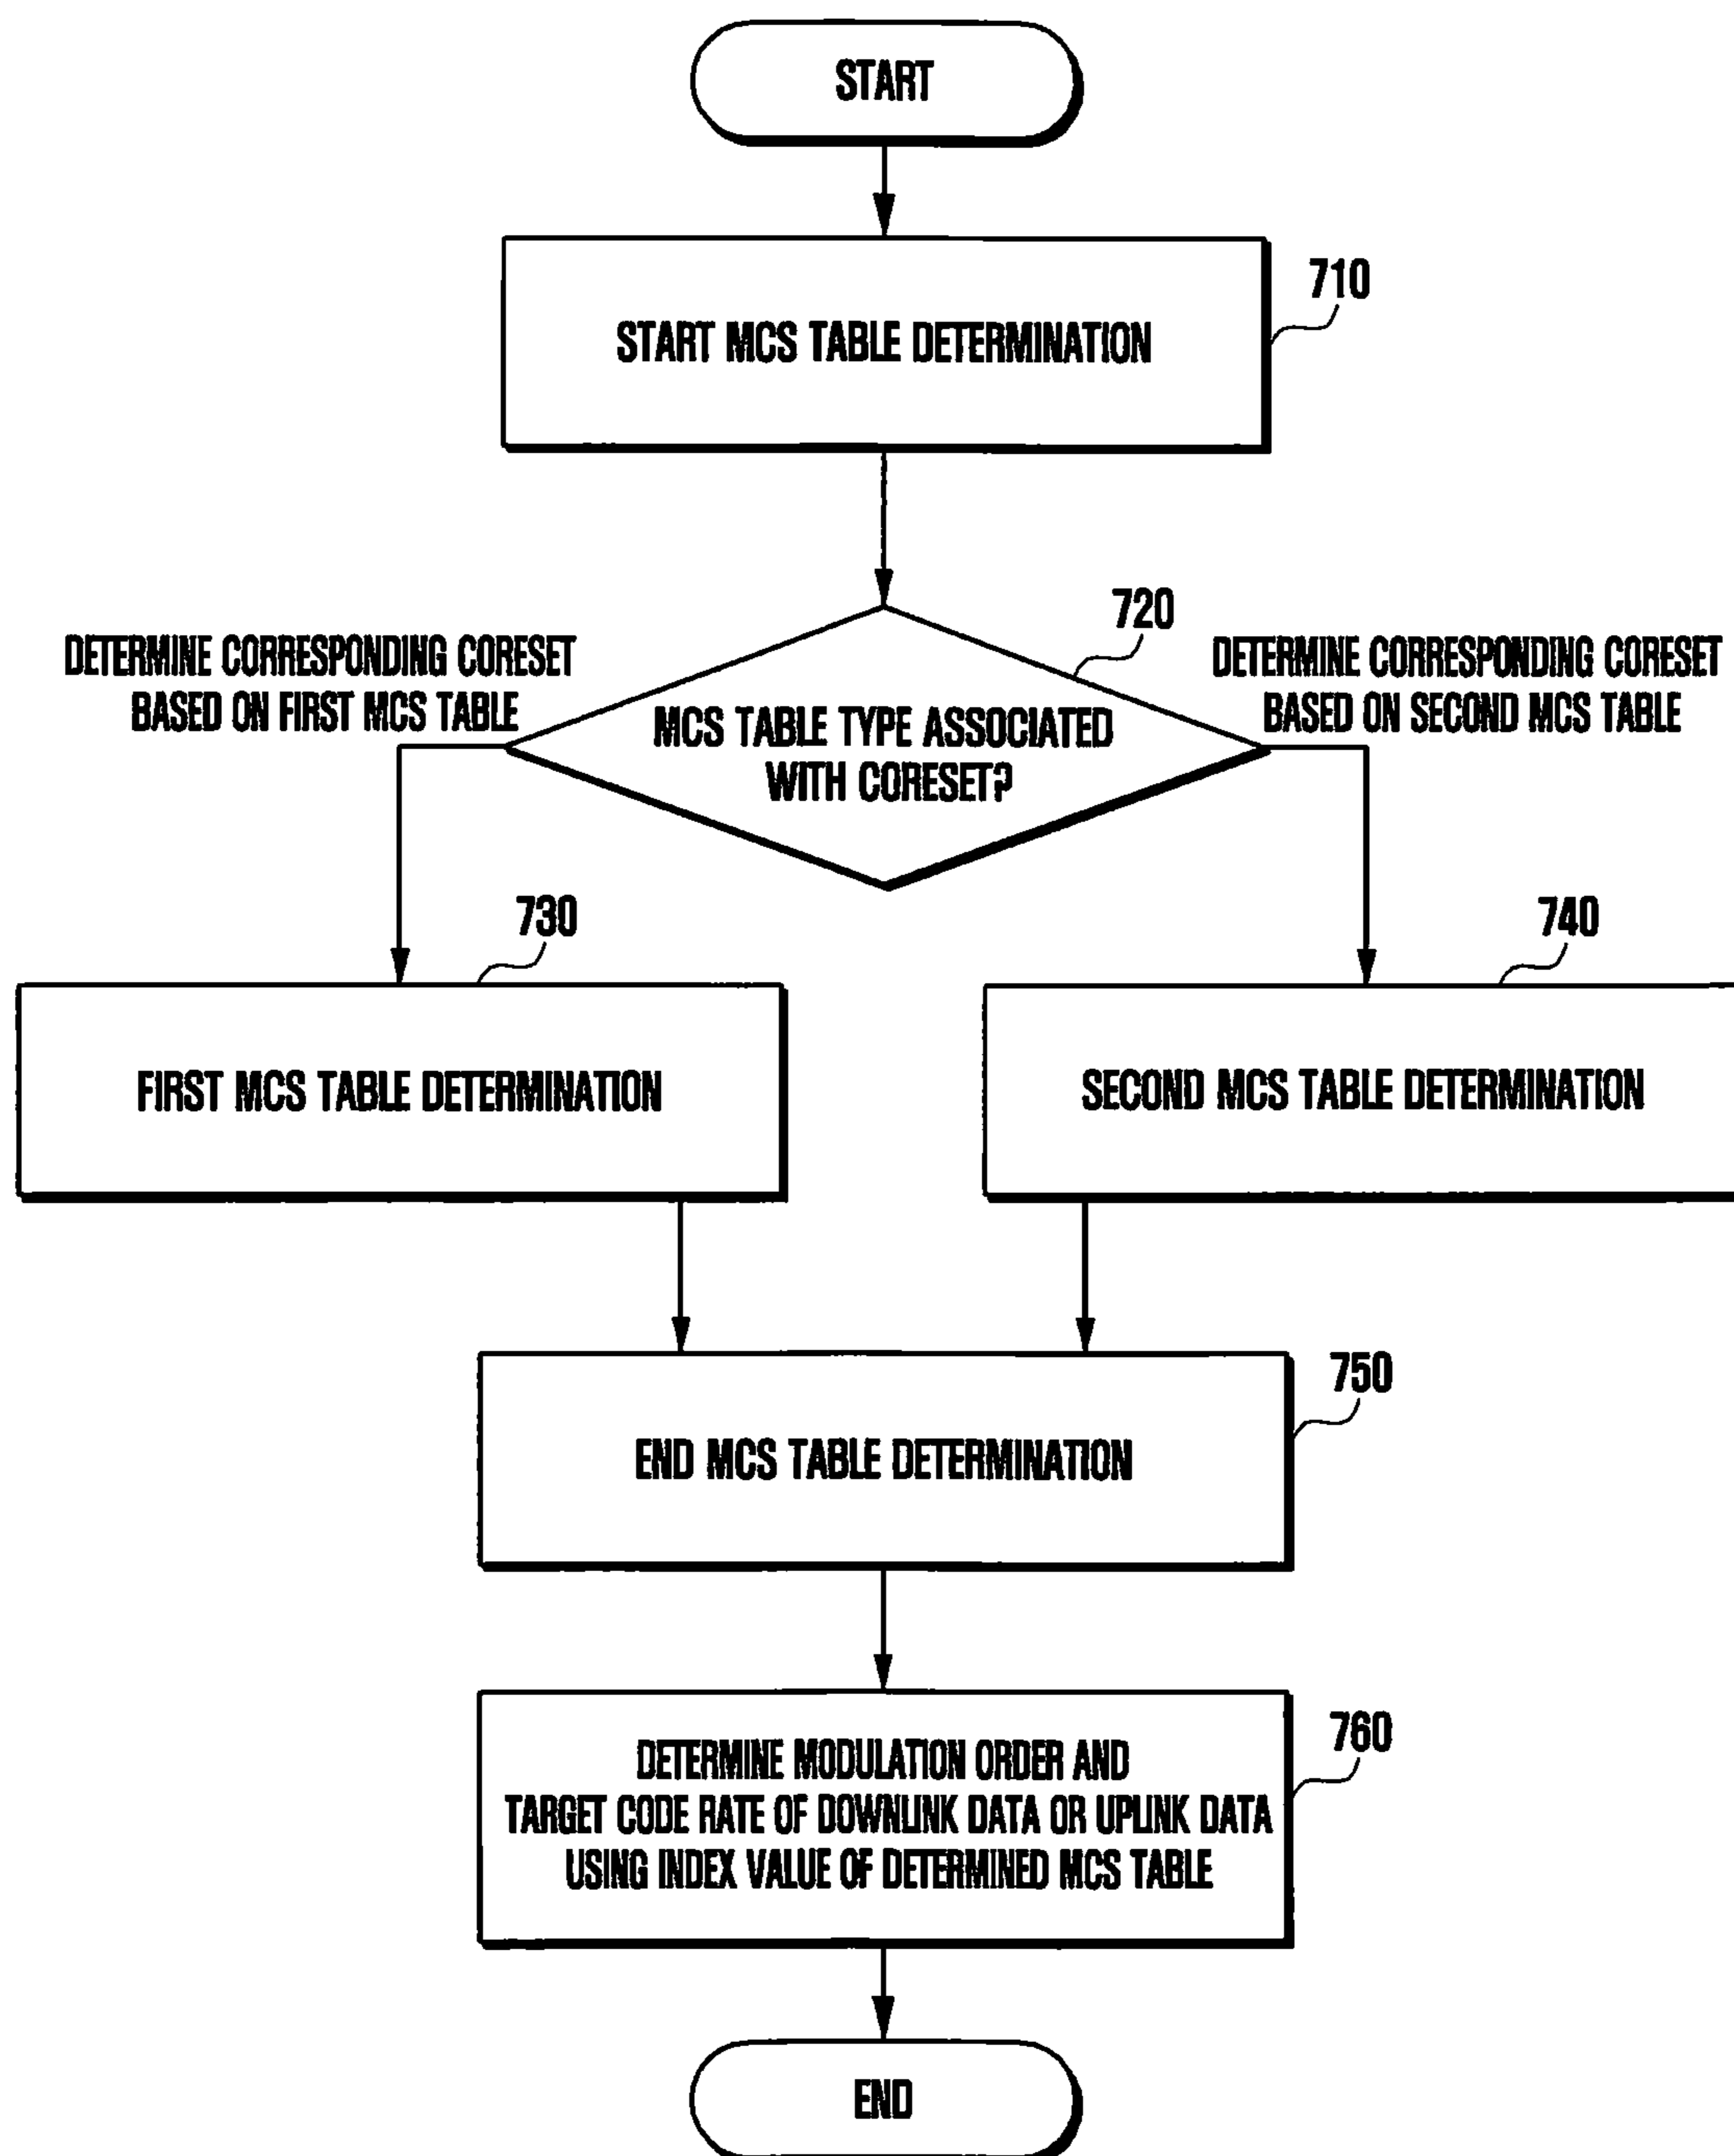 START
710
START MCS TABLE DETERMINATION
720
DETERMINE CORRESPONDING CORESET
BASED ON FIRST MCS TABLE
MCS TABLE TYPE ASSOCIATED
WITH CORESET?
DETERMINE CORRESPONDING CORESET
BASED ON SECOND MCS TABLE
730
740
FIRST MCS TABLE DETERMINATION
SECOND MCS TABLE DETERMINATION
750
END MCS TABLE DETERMINATION
760
DETERMINE MODULATION ORDER AND
TARGET CODE RATE OF DOWNLINK DATA OR UPLINK DATA
USING INDEX VALUE OF DETERMINED MCS TABLE
END